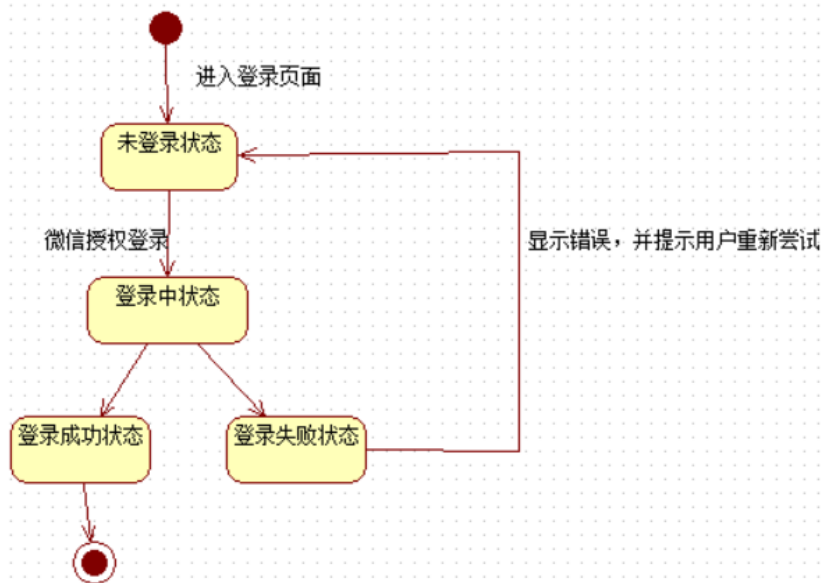 进入登录页面
未登录状态
微信授权登录
显示错误，并提示用户重新尝试
登录中状态
登录成功状态
登录失败状态